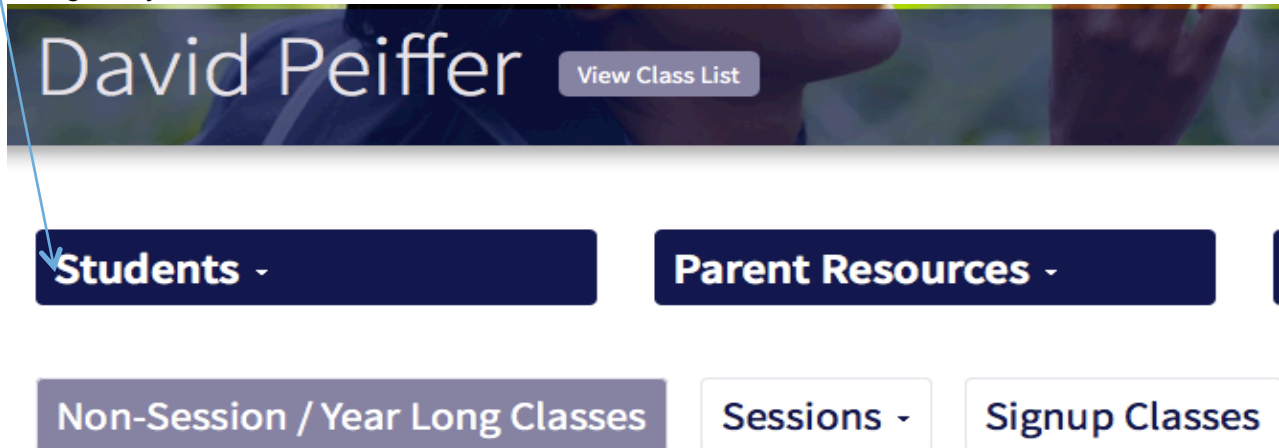 David Peiffer View Class List
Students - Parent Resources -
Non-Session / Year Long Classes Sessions - Signup Classes